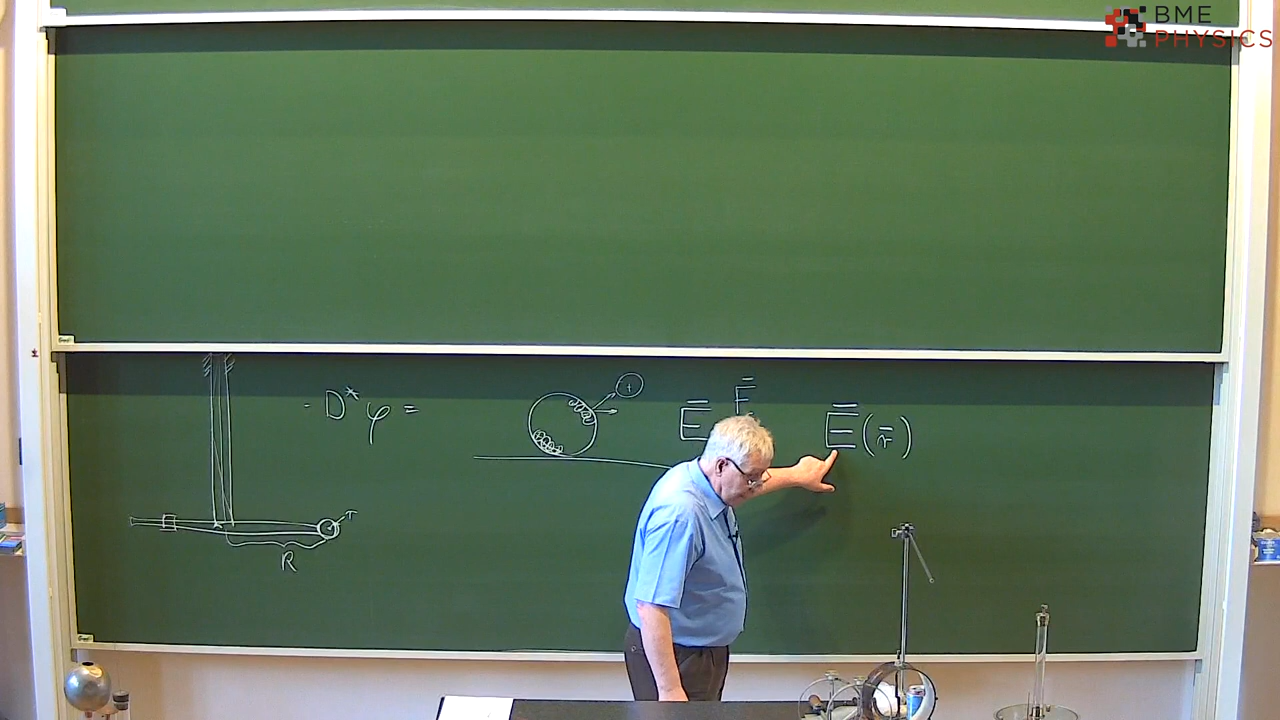 BME
PHYSICS
- D* φ =
+
Ē
F̄
Ē(r̄)
r
R